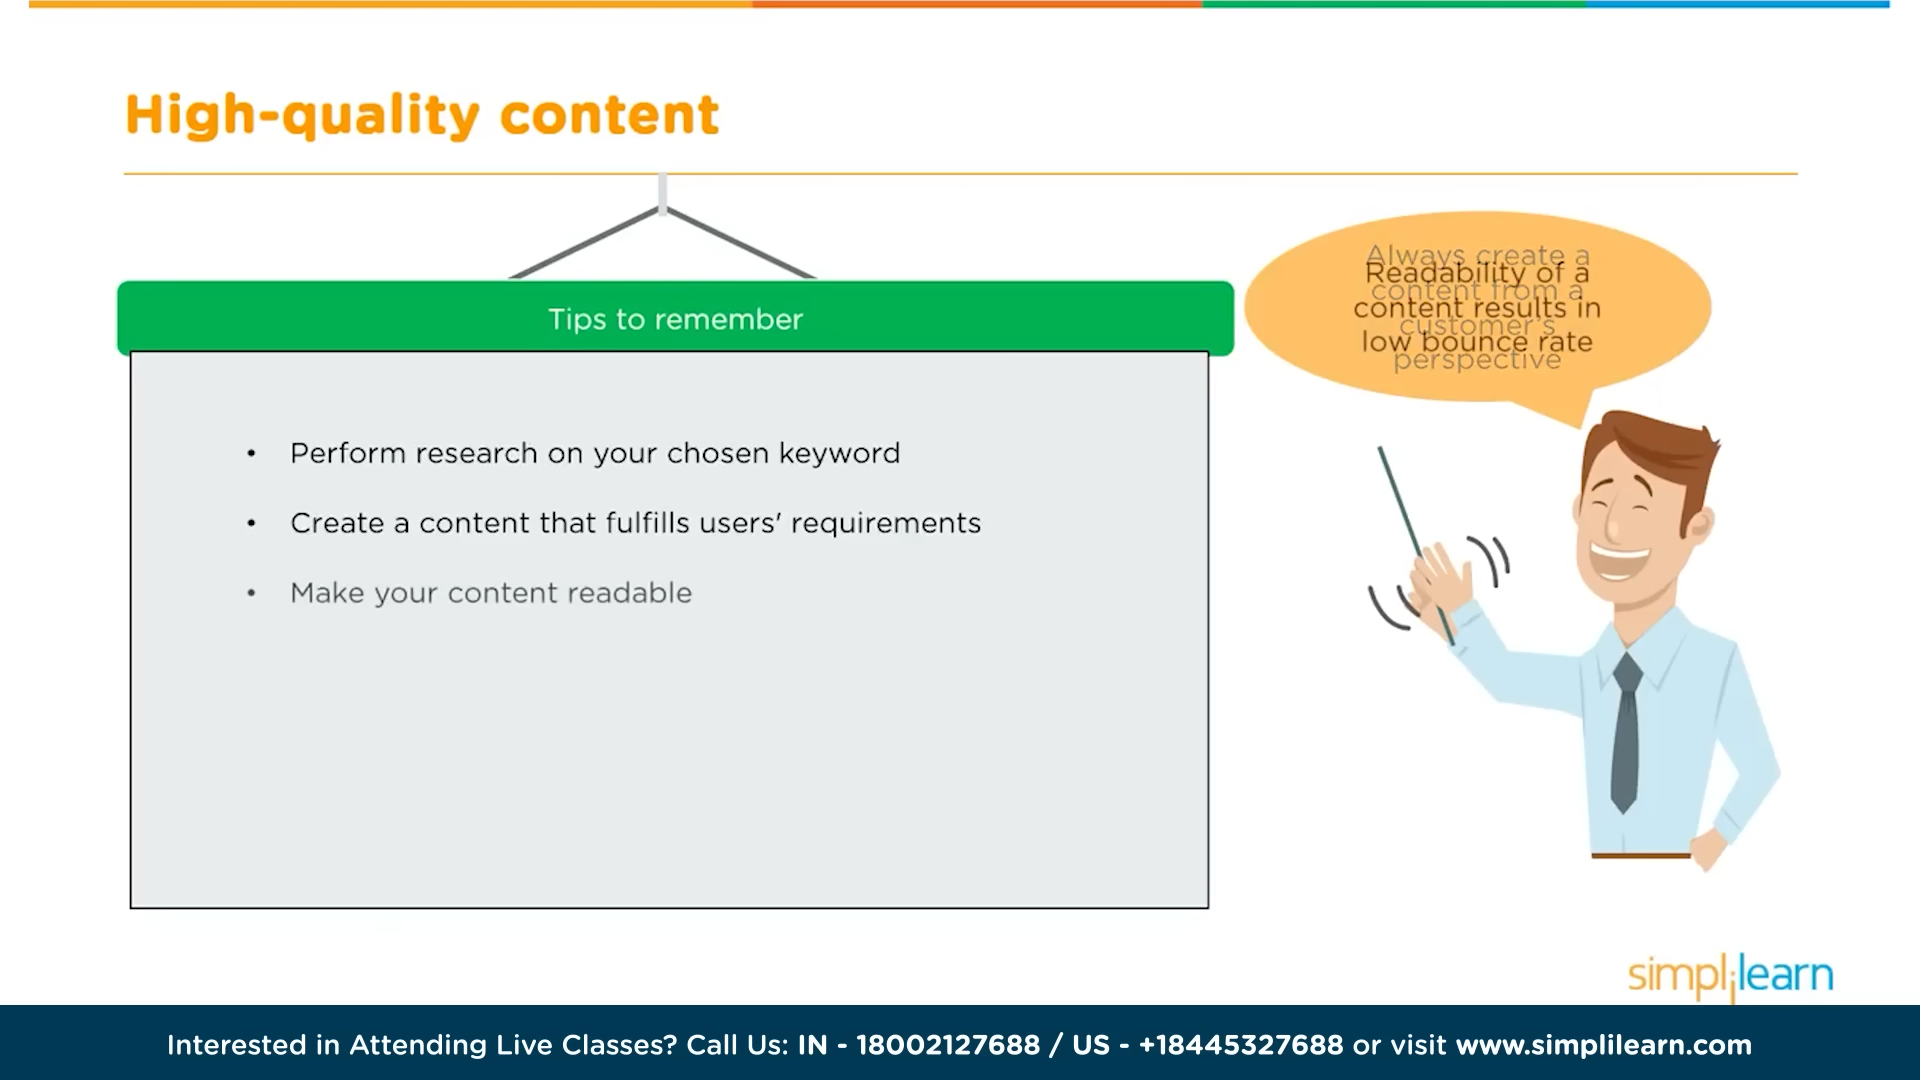 High-quality content
Tips to remember
• Perform research on your chosen keyword
• Create a content that fulfills users' requirements
• Make your content readable
Always create a
content from a
customer's
perspective
Readability of a
content results in
low bounce rate
simplilearn
Interested in Attending Live Classes? Call Us: IN - 18002127688 / US - +18445327688 or visit www.simplilearn.com